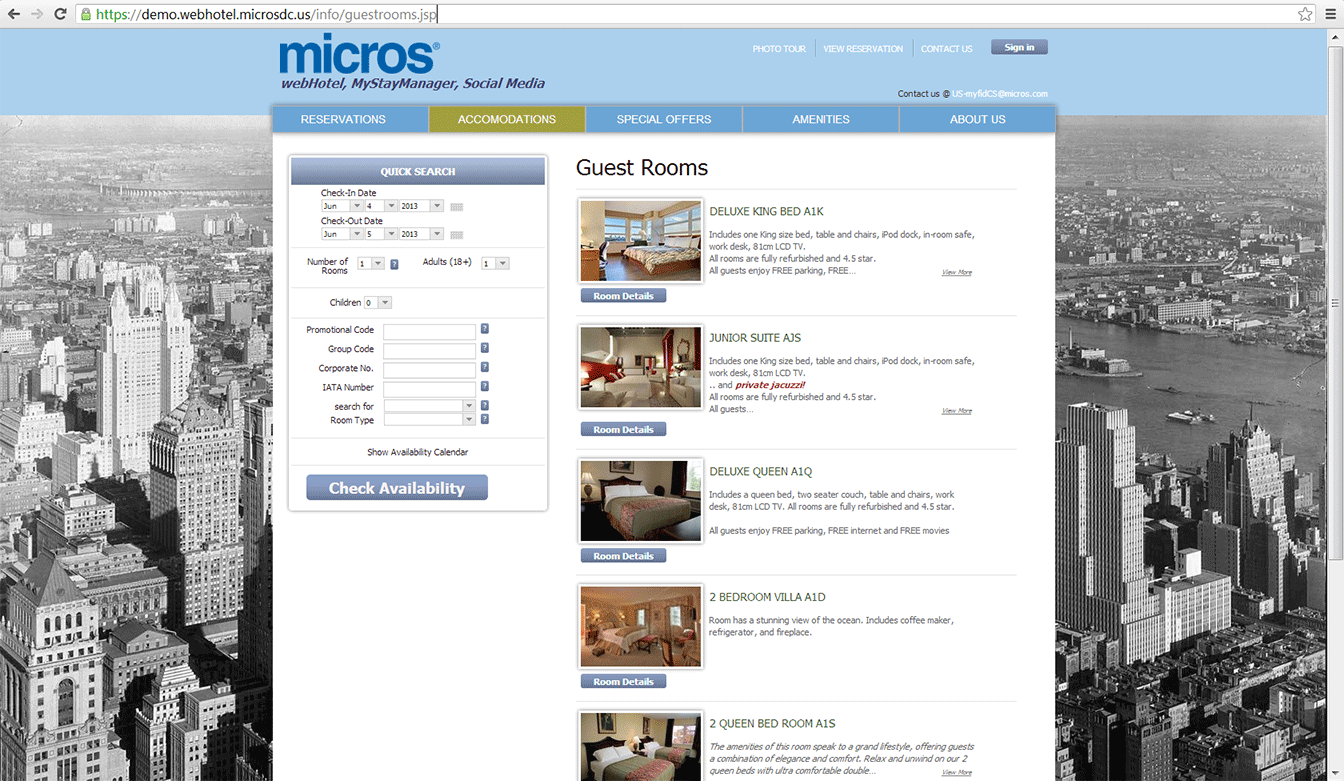 https://demo.webhotel.microsdc.us/info/guestrooms.jsp
micros®
webHotel, MyStayManager, Social Media
PHOTO TOUR
VIEW RESERVATION
CONTACT US
Sign in
Contact us @ US-myfidCS@micros.com
RESERVATIONS
ACCOMODATIONS
SPECIAL OFFERS
AMENITIES
ABOUT US
QUICK SEARCH
Check-In Date
Jun 4 2013
Check-Out Date
Jun 5 2013
Number of
Rooms
1 ?
Adults (18+) 1
Children 0
Promotional Code ?
Group Code ?
Corporate No. ?
IATA Number ?
search for ?
Room Type ?
Show Availability Calendar
Check Availability
Guest Rooms
DELUXE KING BED A1K
Includes one King size bed, table and chairs, iPod dock, in-room safe,
work desk, 81cm LCD TV.
All rooms are fully refurbished and 4.5 star.
All guests enjoy FREE parking, FREE...
View More
Room Details
JUNIOR SUITE AJS
Includes one King size bed, table and chairs, iPod dock, in-room safe,
work desk, 81cm LCD TV.
.. and private jacuzzi!
All rooms are fully refurbished and 4.5 star.
All guests...
View More
Room Details
DELUXE QUEEN A1Q
Includes a queen bed, two seater couch, table and chairs, work
desk, 81cm LCD TV. All rooms are fully refurbished and 4.5 star.
All guests enjoy FREE parking, FREE internet and FREE movies
Room Details
2 BEDROOM VILLA A1D
Room has a stunning view of the ocean. Includes coffee maker,
refrigerator, and fireplace.
Room Details
2 QUEEN BED ROOM A1S
The amenities of this room speak to a grand lifestyle, offering guests
a combination of elegance and comfort. Relax and unwind on our 2
queen beds with ultra comfortable double...
View More